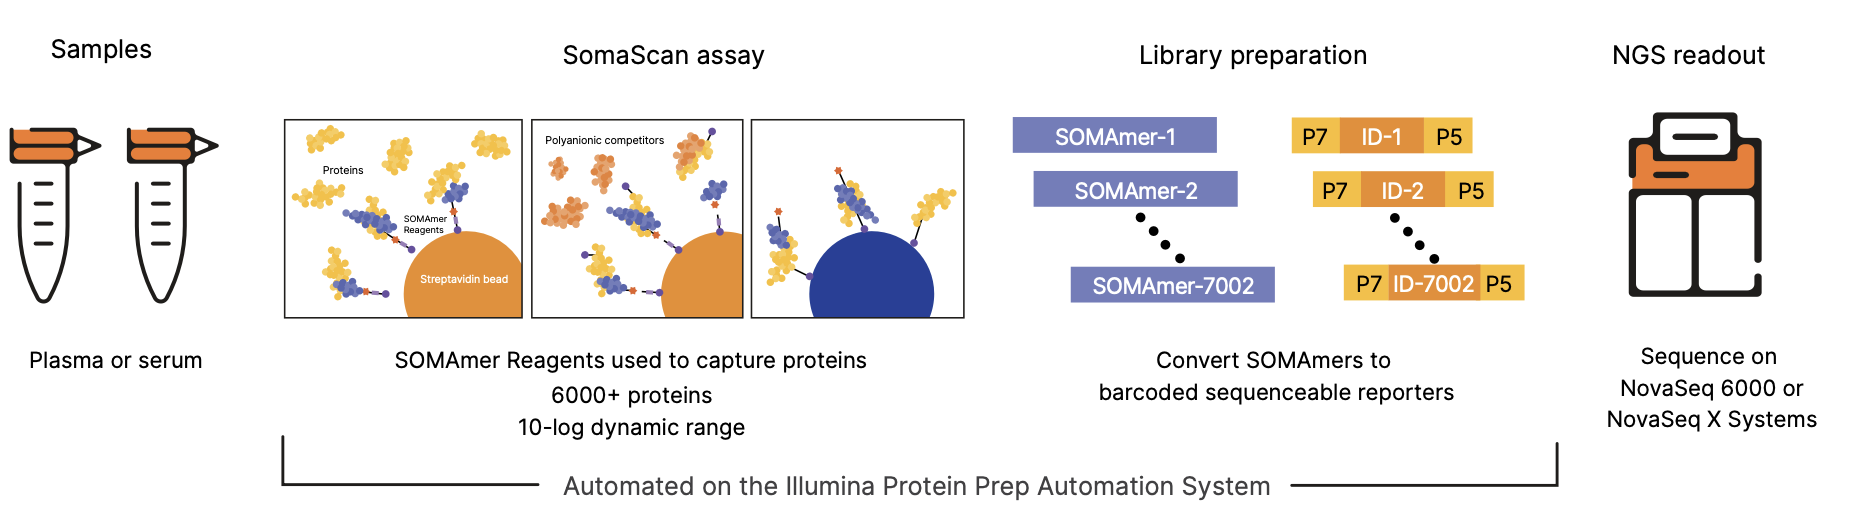 Samples
SomaScan assay
Library preparation
NGS readout
Proteins
SOMAmer
Reagents
Streptavidin bead
Polyanionic competitors
SOMAmer-1
SOMAmer-2
SOMAmer-7002
P7 ID-1 P5
P7 ID-2 P5
P7 ID-7002 P5
Plasma or serum
SOMAmer Reagents used to capture proteins
6000+ proteins
10-log dynamic range
Convert SOMAmers to
barcoded sequenceable reporters
Sequence on
NovaSeq 6000 or
NovaSeq X Systems
Automated on the Illumina Protein Prep Automation System